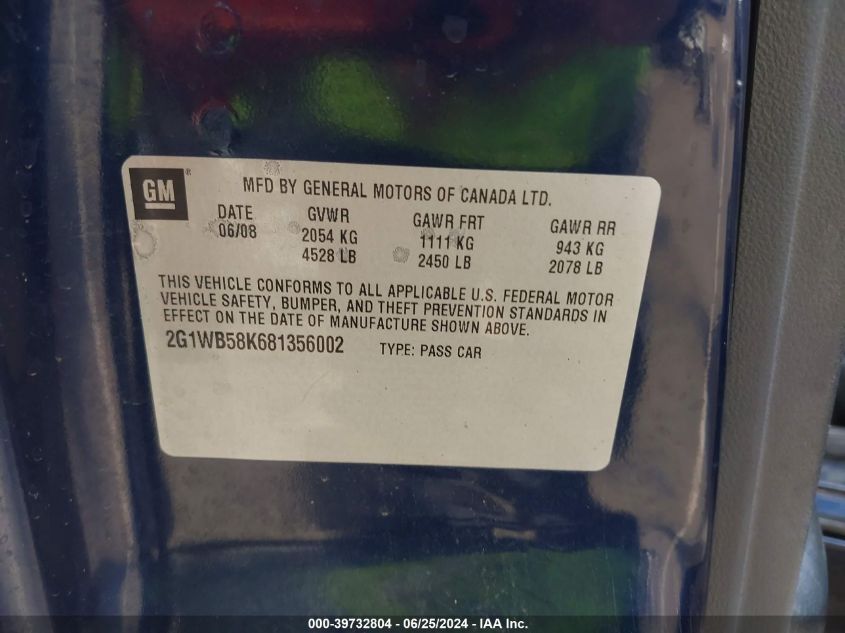 GM
MFD BY GENERAL MOTORS OF CANADA LTD.
DATE GVWR GAWR FRT GAWR RR
06/08 2054 KG 1111 KG 943 KG
4528 LB 2450 LB 2078 LB
THIS VEHICLE CONFORMS TO ALL APPLICABLE U.S. FEDERAL MOTOR
VEHICLE SAFETY, BUMPER, AND THEFT PREVENTION STANDARDS IN
EFFECT ON THE DATE OF MANUFACTURE SHOWN ABOVE.
2G1WB58K681356002 TYPE: PASS CAR
000-39732804 - 06/25/2024 - IAA Inc.